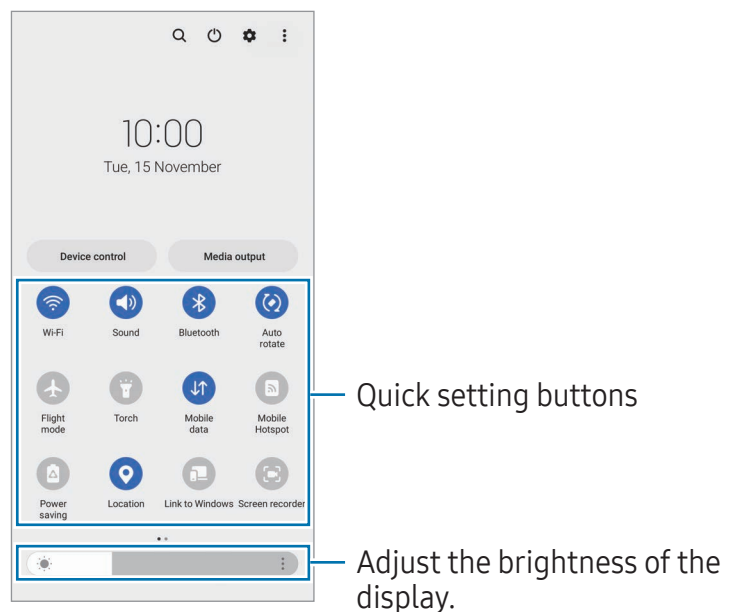 10:00
Tue, 15 November
Device control Media output
Wi-Fi Sound Bluetooth Auto
rotate
Flight
mode Torch Mobile
data Mobile
Hotspot
Power
saving Location Link to Windows Screen recorder
Quick setting buttons
Adjust the brightness of the
display.